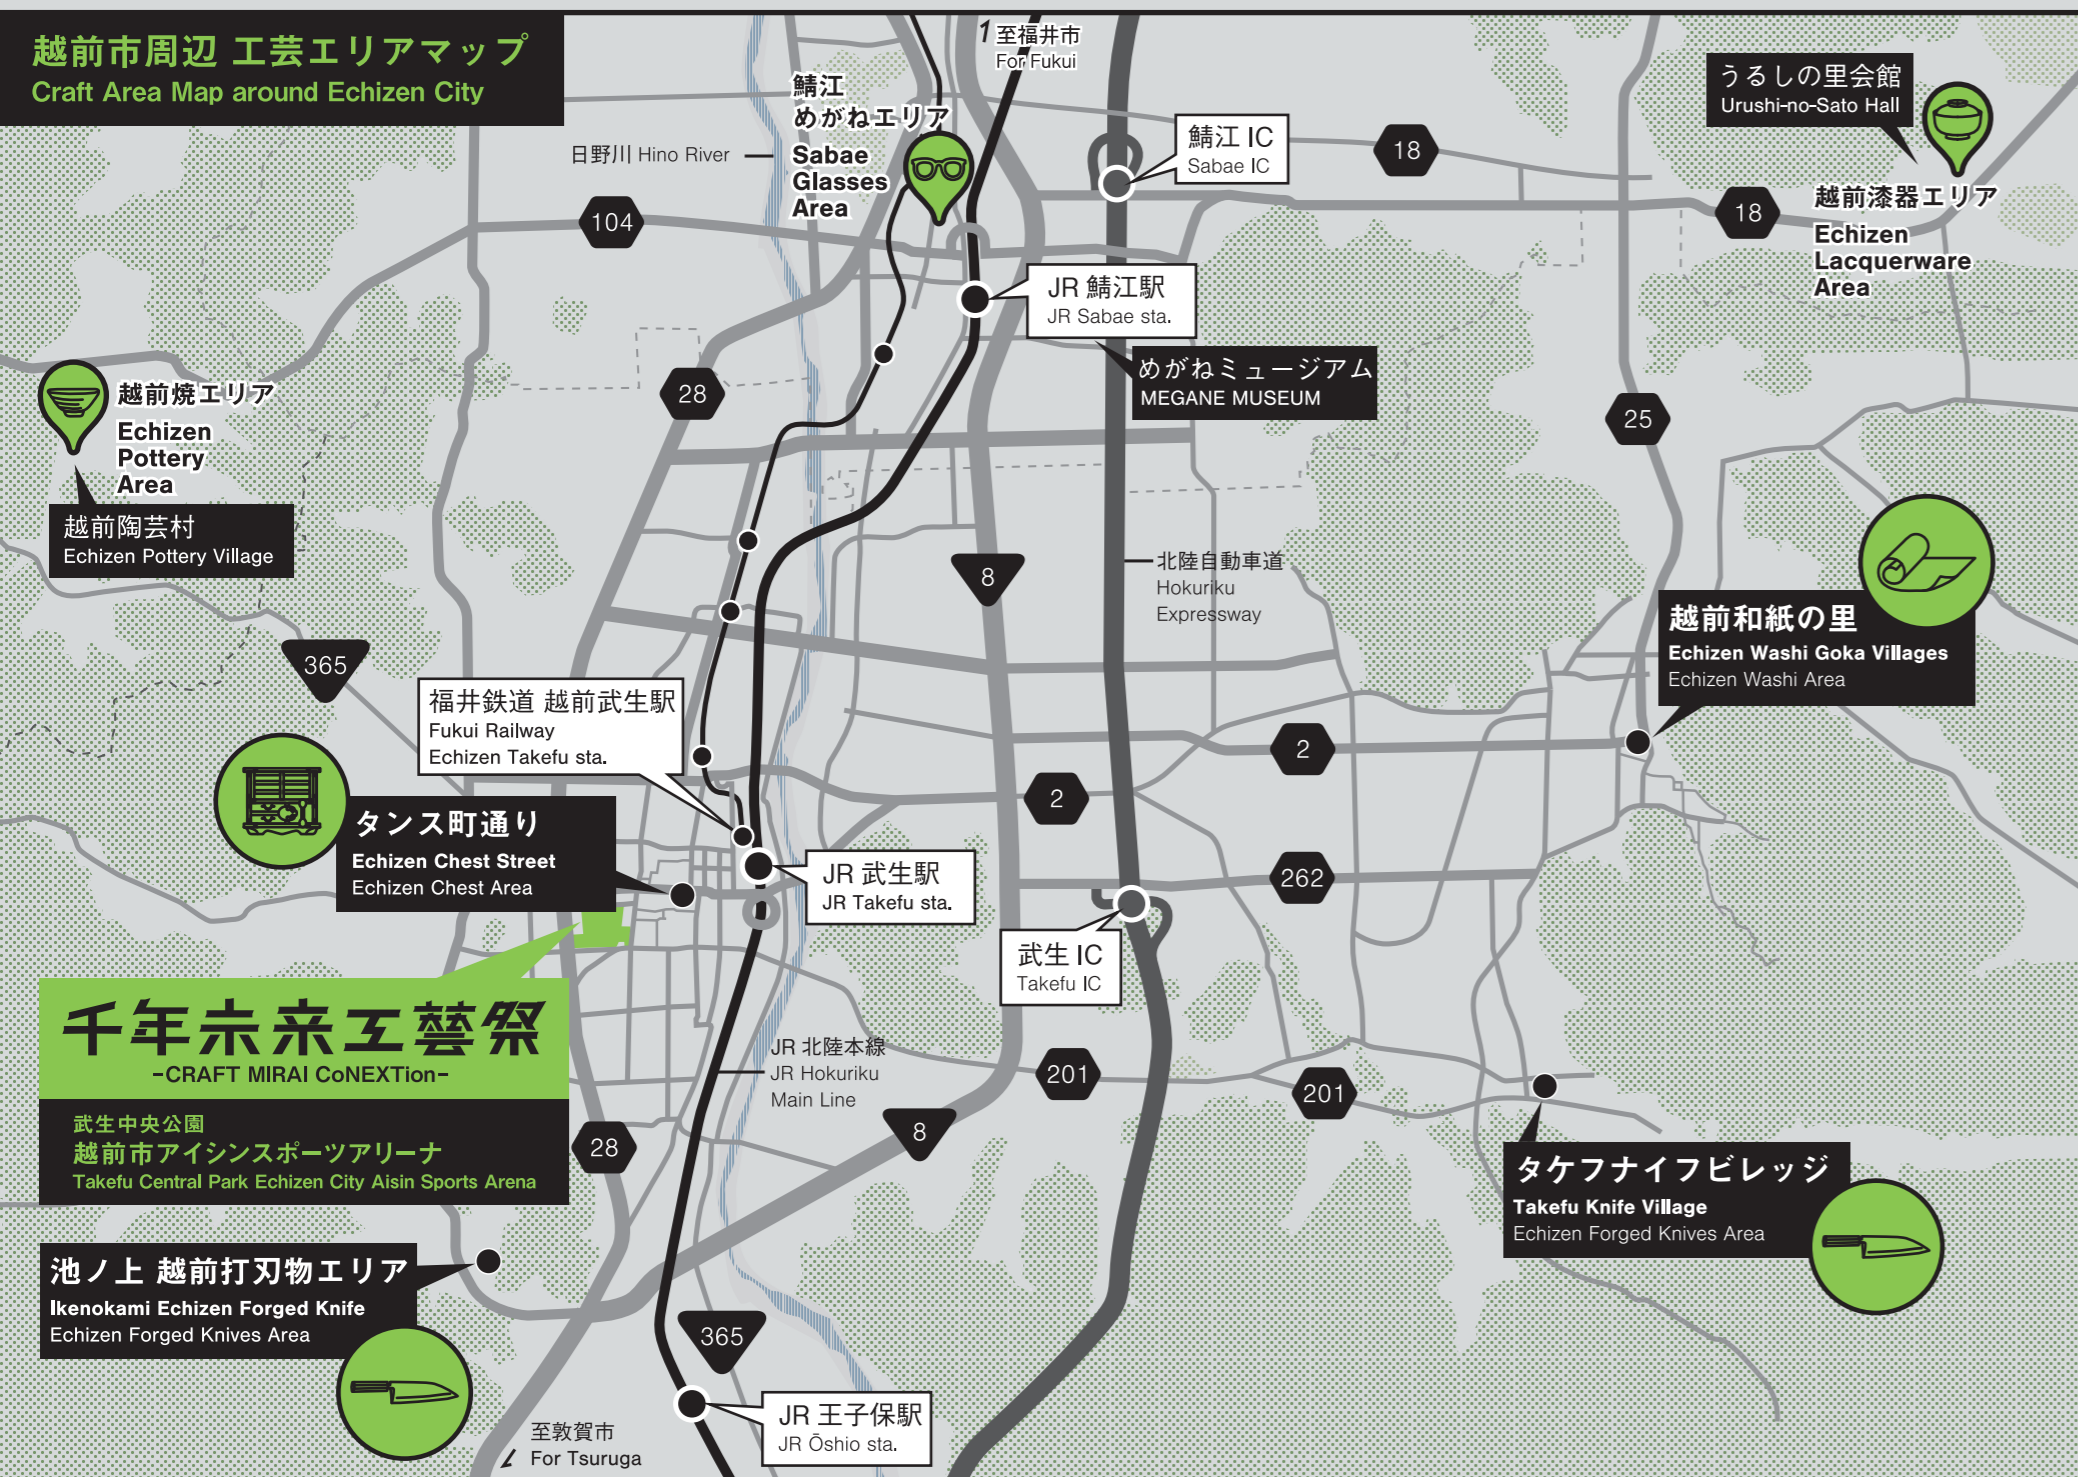 越前市周辺 工芸エリアマップ
Craft Area Map around Echizen City
1 至福井市
For Fukui
鯖江
めがねエリア
Sabae
Glasses
Area
日野川 Hino River
うるしの里会館
Urushi-no-Sato Hall
鯖江 IC
Sabae IC
18
104
18
越前漆器エリア
Echizen
Lacquerware
Area
JR 鯖江駅
JR Sabae sta.
めがねミュージアム
MEGANE MUSEUM
28
25
越前焼エリア
Echizen
Pottery
Area
越前陶芸村
Echizen Pottery Village
8
北陸自動車道
Hokuriku
Expressway
越前和紙の里
Echizen Washi Goka Villages
Echizen Washi Area
365
福井鉄道 越前武生駅
Fukui Railway
Echizen Takefu sta.
2
2
タンス町通り
Echizen Chest Street
Echizen Chest Area
JR 武生駅
JR Takefu sta.
262
武生 IC
Takefu IC
千年未来工藝祭
-CRAFT MIRAI CoNEXTion-
武生中央公園
越前市アイシンスポーツアリーナ
Takefu Central Park Echizen City Aisin Sports Arena
JR 北陸本線
JR Hokuriku
Main Line
201
201
8
28
タケフナイフビレッジ
Takefu Knife Village
Echizen Forged Knives Area
池ノ上 越前打刃物エリア
Ikenokami Echizen Forged Knife
Echizen Forged Knives Area
365
JR 王子保駅
JR Ōshio sta.
至敦賀市
For Tsuruga